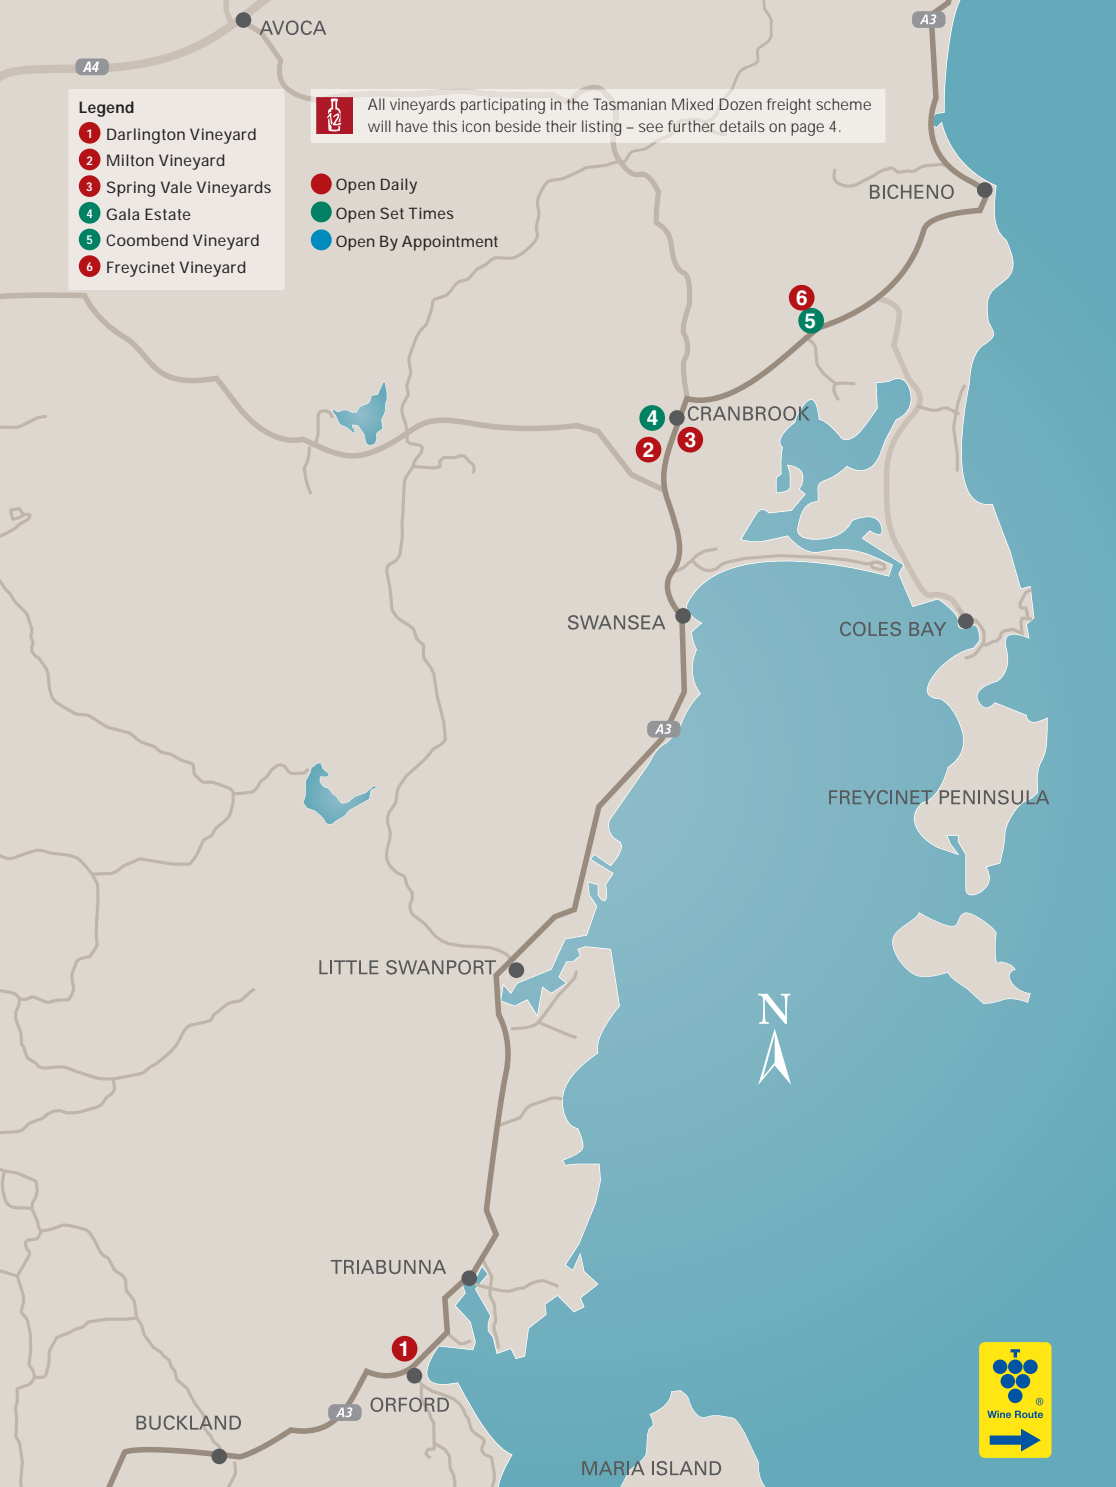 AVOCA
A3
A4
Legend
1 Darlington Vineyard
2 Milton Vineyard
3 Spring Vale Vineyards
4 Gala Estate
5 Coombend Vineyard
6 Freycinet Vineyard
12
All vineyards participating in the Tasmanian Mixed Dozen freight scheme
will have this icon beside their listing – see further details on page 4.
Open Daily
Open Set Times
Open By Appointment
BICHENO
6
5
4
CRANBROOK
2
3
SWANSEA
COLES BAY
A3
FREYCINET PENINSULA
LITTLE SWANPORT
N
TRIABUNNA
1
ORFORD
A3
BUCKLAND
MARIA ISLAND
®
Wine Route